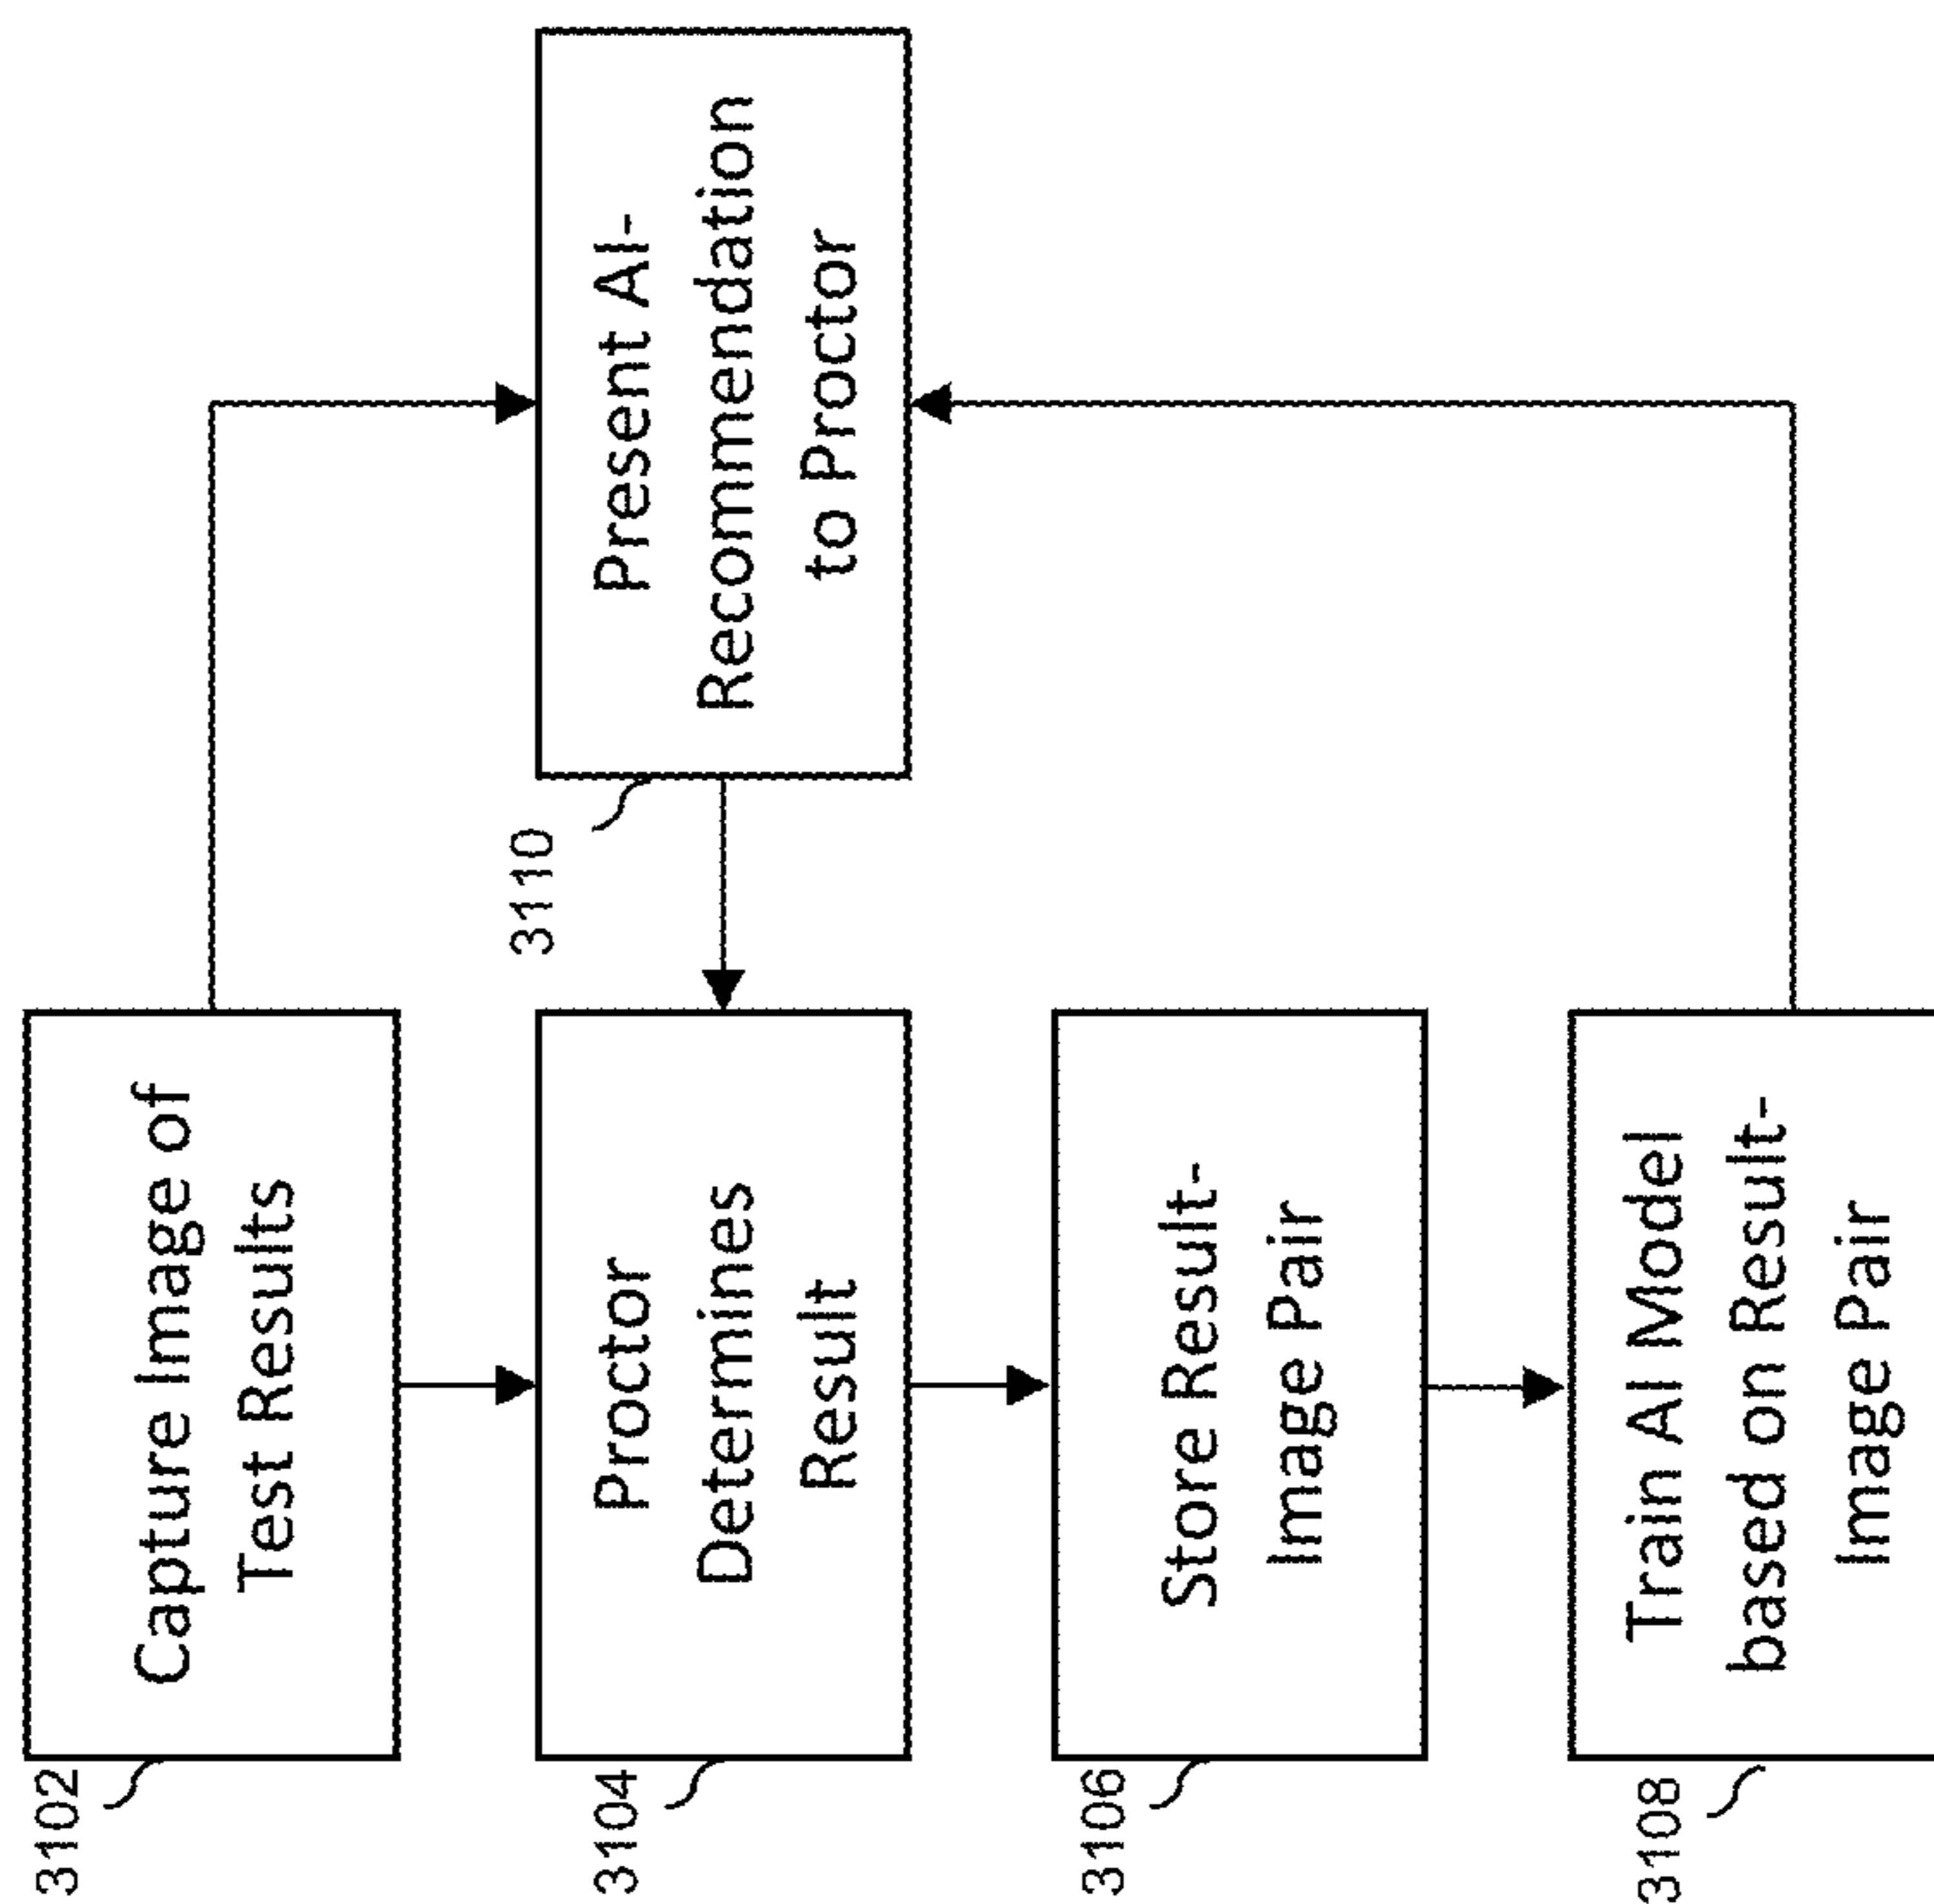 3102
Capture Image of
Test Results
3104
Proctor
Determines
Result
3106
Store Result-
Image Pair
3108
Train AI Model
based on Result-
Image Pair
3110
Present AI-
Recommendation
to Proctor